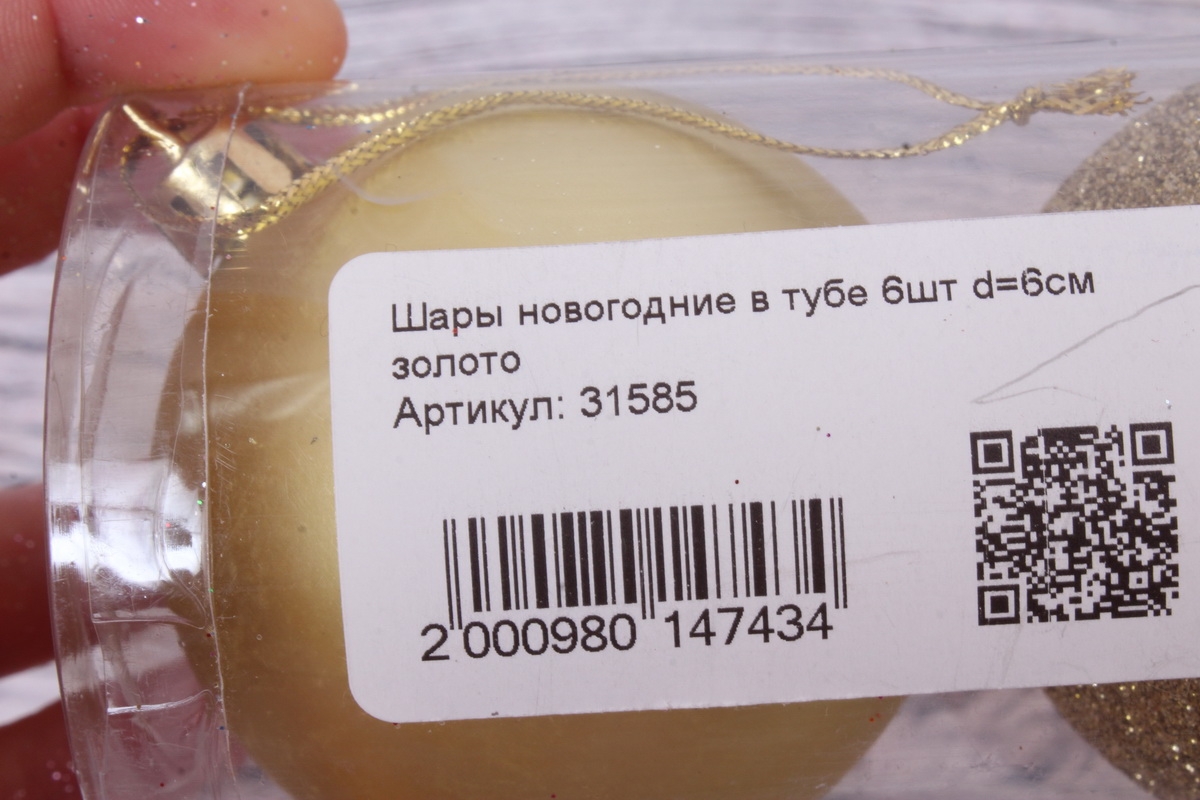 Шары новогодние в тубе 6шт d=6см
золото
Артикул: 31585
2 000980 147434